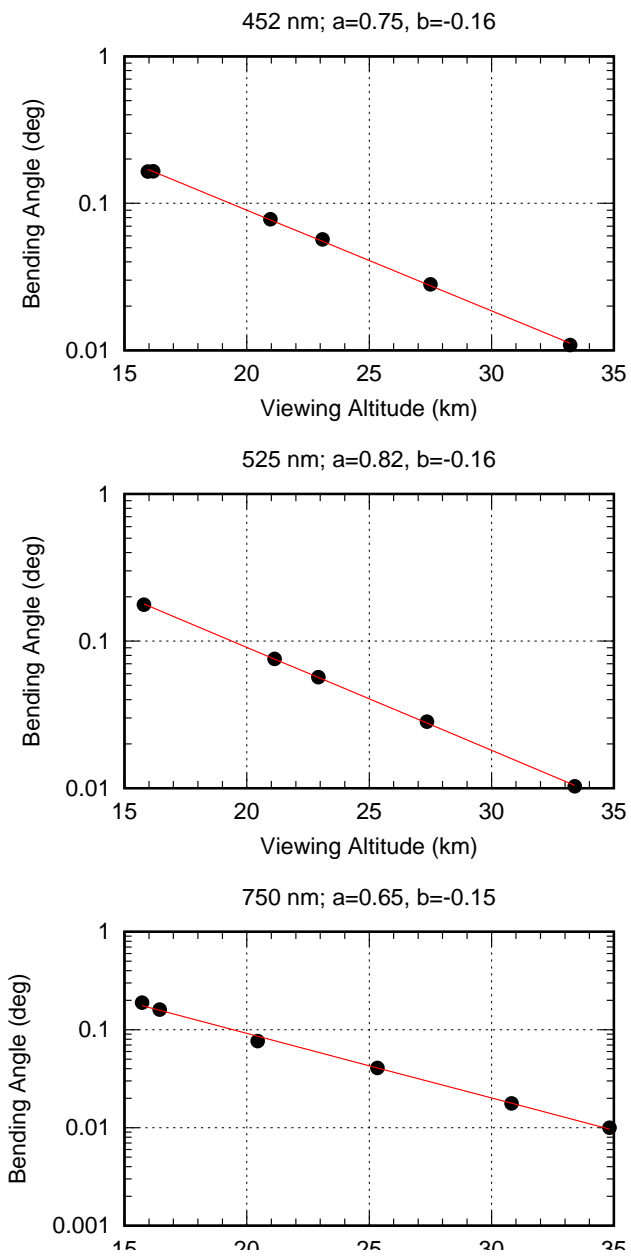 452 nm; a=0.75, b=-0.16
1
0.1
0.01
Bending Angle (deg)
15 20 25 30 35
Viewing Altitude (km)
525 nm; a=0.82, b=-0.16
1
0.1
0.01
Bending Angle (deg)
15 20 25 30 35
Viewing Altitude (km)
750 nm; a=0.65, b=-0.15
1
0.1
0.01
0.001
Bending Angle (deg)
15 20 25 30 35